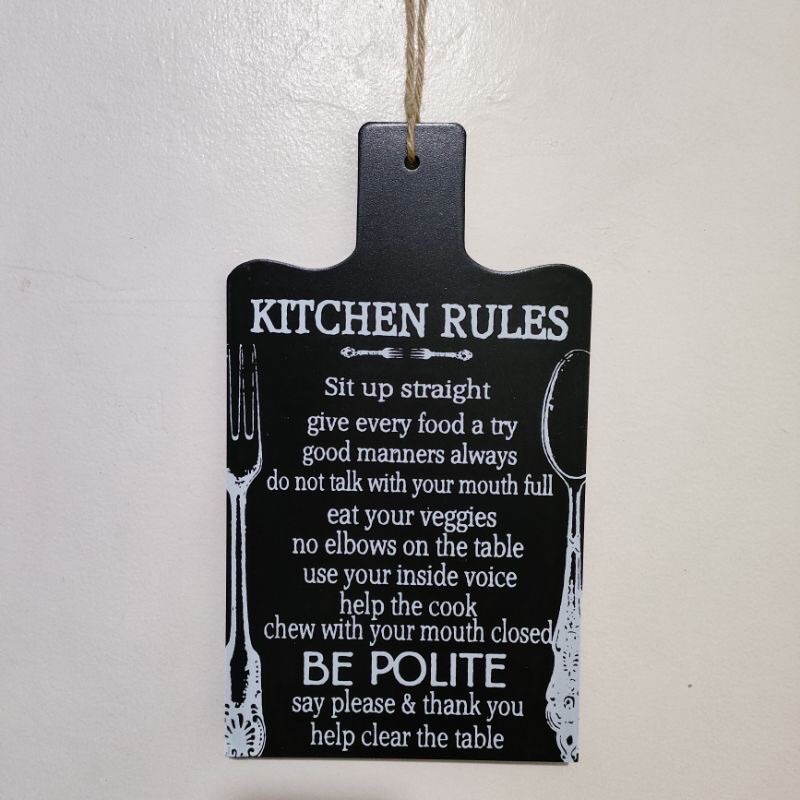 KITCHEN RULES
Sit up straight
give every food a try
good manners always
do not talk with your mouth full
eat your veggies
no elbows on the table
use your inside voice
help the cook
chew with your mouth closed
BE POLITE
say please & thank you
help clear the table